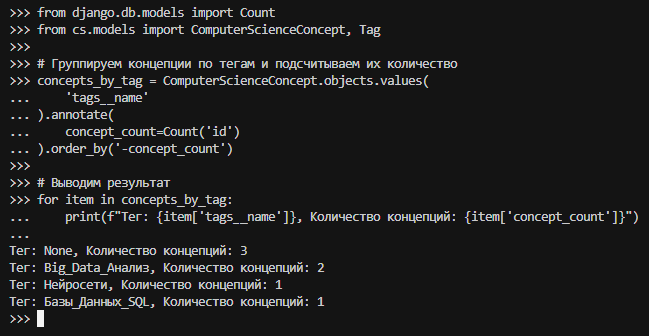 >>> from django.db.models import Count
>>> from cs.models import ComputerScienceConcept, Tag
>>>
>>> # Группируем концепции по тегам и подсчитываем их количество
>>> concepts_by_tag = ComputerScienceConcept.objects.values(
...     'tags__name'
... ).annotate(
...     concept_count=Count('id')
... ).order_by('-concept_count')
>>>
>>> # Выводим результат
>>> for item in concepts_by_tag:
...     print(f"Тег: {item['tags__name']}, Количество концепций: {item['concept_count']}")
...
Тег: None, Количество концепций: 3
Тег: Big_Data_Анализ, Количество концепций: 2
Тег: Нейросети, Количество концепций: 1
Тег: Базы_Данных_SQL, Количество концепций: 1
>>>